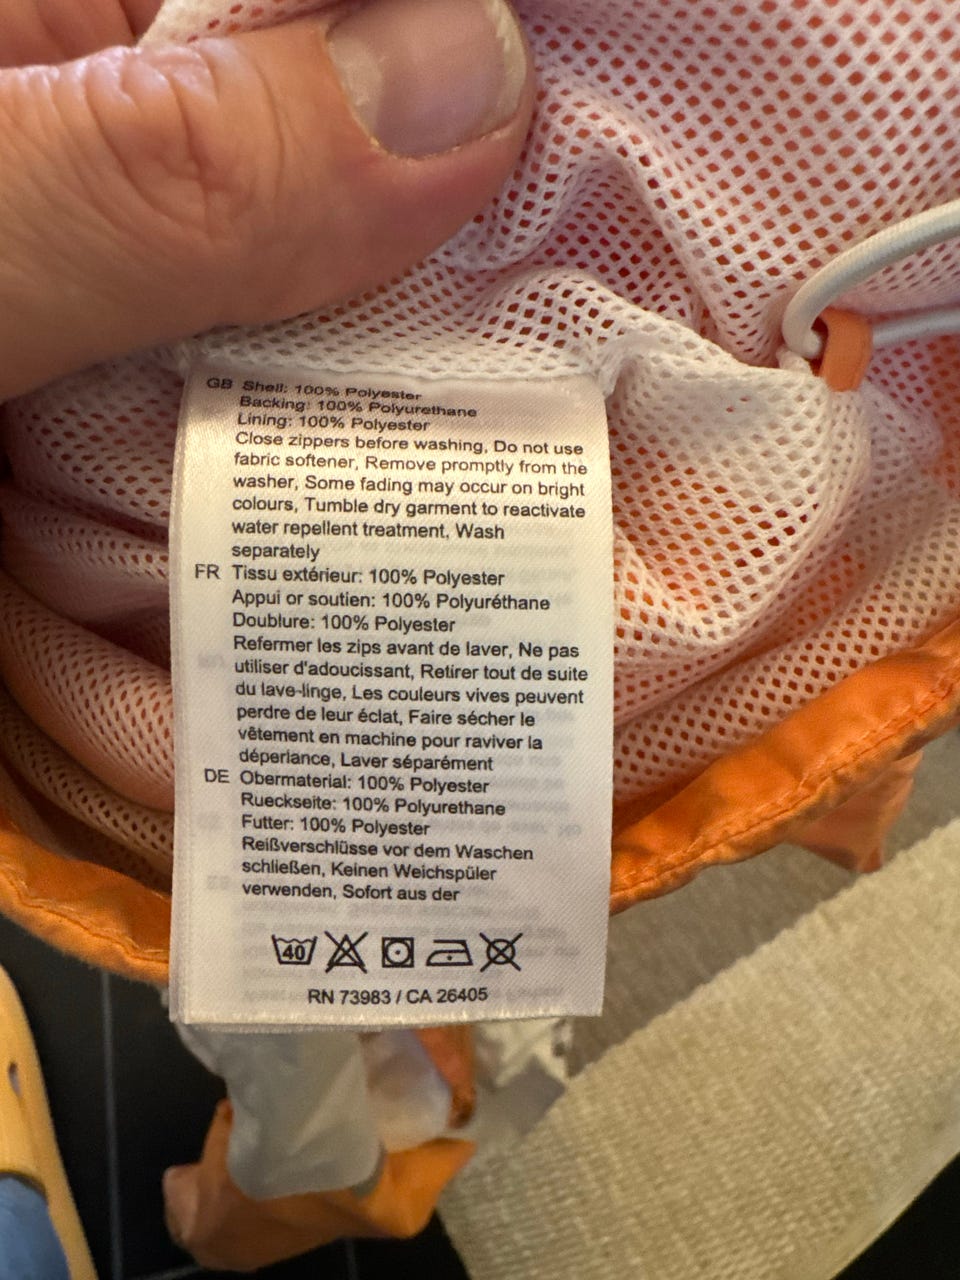 GB Shell: 100% Polyester
Backing: 100% Polyurethane
Lining: 100% Polyester
Close zippers before washing, Do not use
fabric softener, Remove promptly from the
washer, Some fading may occur on bright
colours, Tumble dry garment to reactivate
water repellent treatment, Wash
separately
FR Tissu extérieur: 100% Polyester
Appui or soutien: 100% Polyuréthane
Doublure: 100% Polyester
Refermer les zips avant de laver, Ne pas
utiliser d'adoucissant, Retirer tout de suite
du lave-linge, Les couleurs vives peuvent
perdre de leur éclat, Faire sécher le
vêtement en machine pour raviver la
déperlance, Laver séparément
DE Obermaterial: 100% Polyester
Rueckseite: 100% Polyurethane
Futter: 100% Polyester
Reißverschlüsse vor dem Waschen
schließen, Keinen Weichspüler
verwenden, Sofort aus der
40
RN 73983 / CA 26405